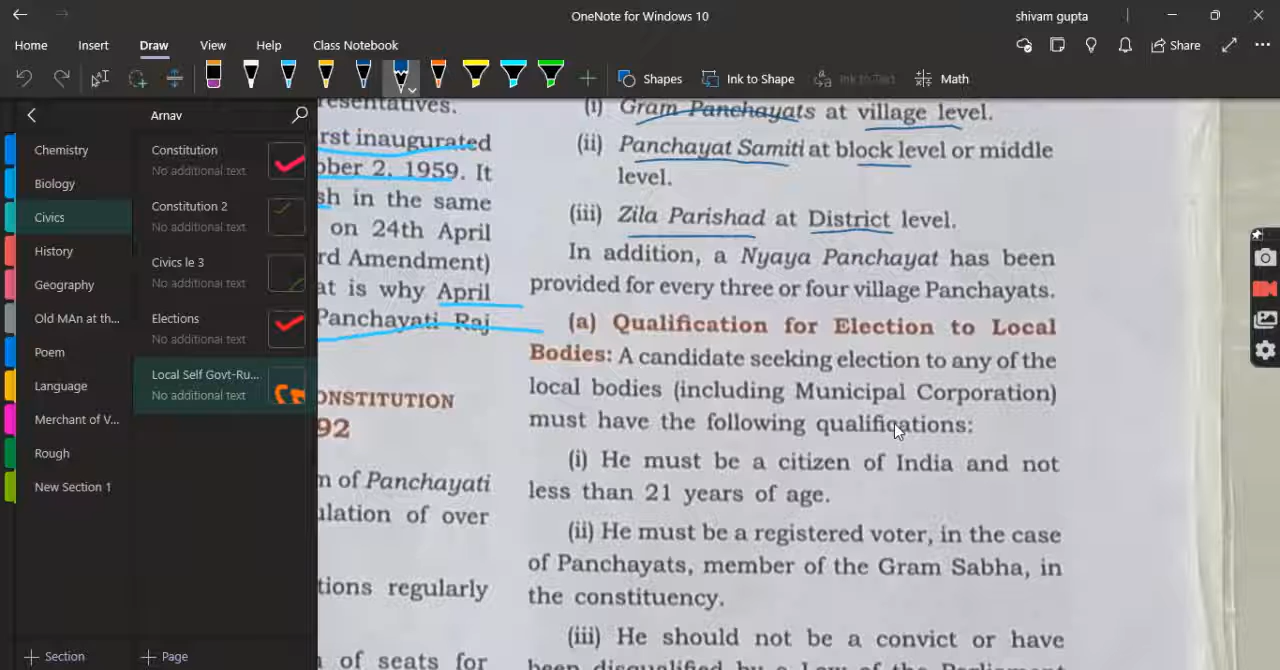 OneNote for Windows 10
shivam gupta
Home Insert Draw View Help Class Notebook
Share
Shapes
Ink to Shape
Ink to Text
Math
Arnav
Chemistry
Biology
Civics
History
Geography
Old MAn at th...
Poem
Language
Merchant of V...
Rough
New Section 1
Section
Constitution
No additional text
Constitution 2
No additional text
Civics le 3
No additional text
Elections
No additional text
Local Self Govt-Ru...
No additional text
Page
resentatives.
rst inaugurated
ber 2, 1959. It
sh in the same
on 24th April
rd Amendment)
at is why April
Panchayati Raj
ONSTITUTION
92
n of Panchayati
ulation of over
tions regularly
of seats for
(i) Gram Panchayats at village level.
(ii) Panchayat Samiti at block level or middle
level.
(iii) Zila Parishad at District level.
In addition, a Nyaya Panchayat has been
provided for every three or four village Panchayats.
(a) Qualification for Election to Local
Bodies: A candidate seeking election to any of the
local bodies (including Municipal Corporation)
must have the following qualifications:
(i) He must be a citizen of India and not
less than 21 years of age.
(ii) He must be a registered voter, in the case
of Panchayats, member of the Gram Sabha, in
the constituency.
(iii) He should not be a convict or have
been disqualified by a Law of the Parliament